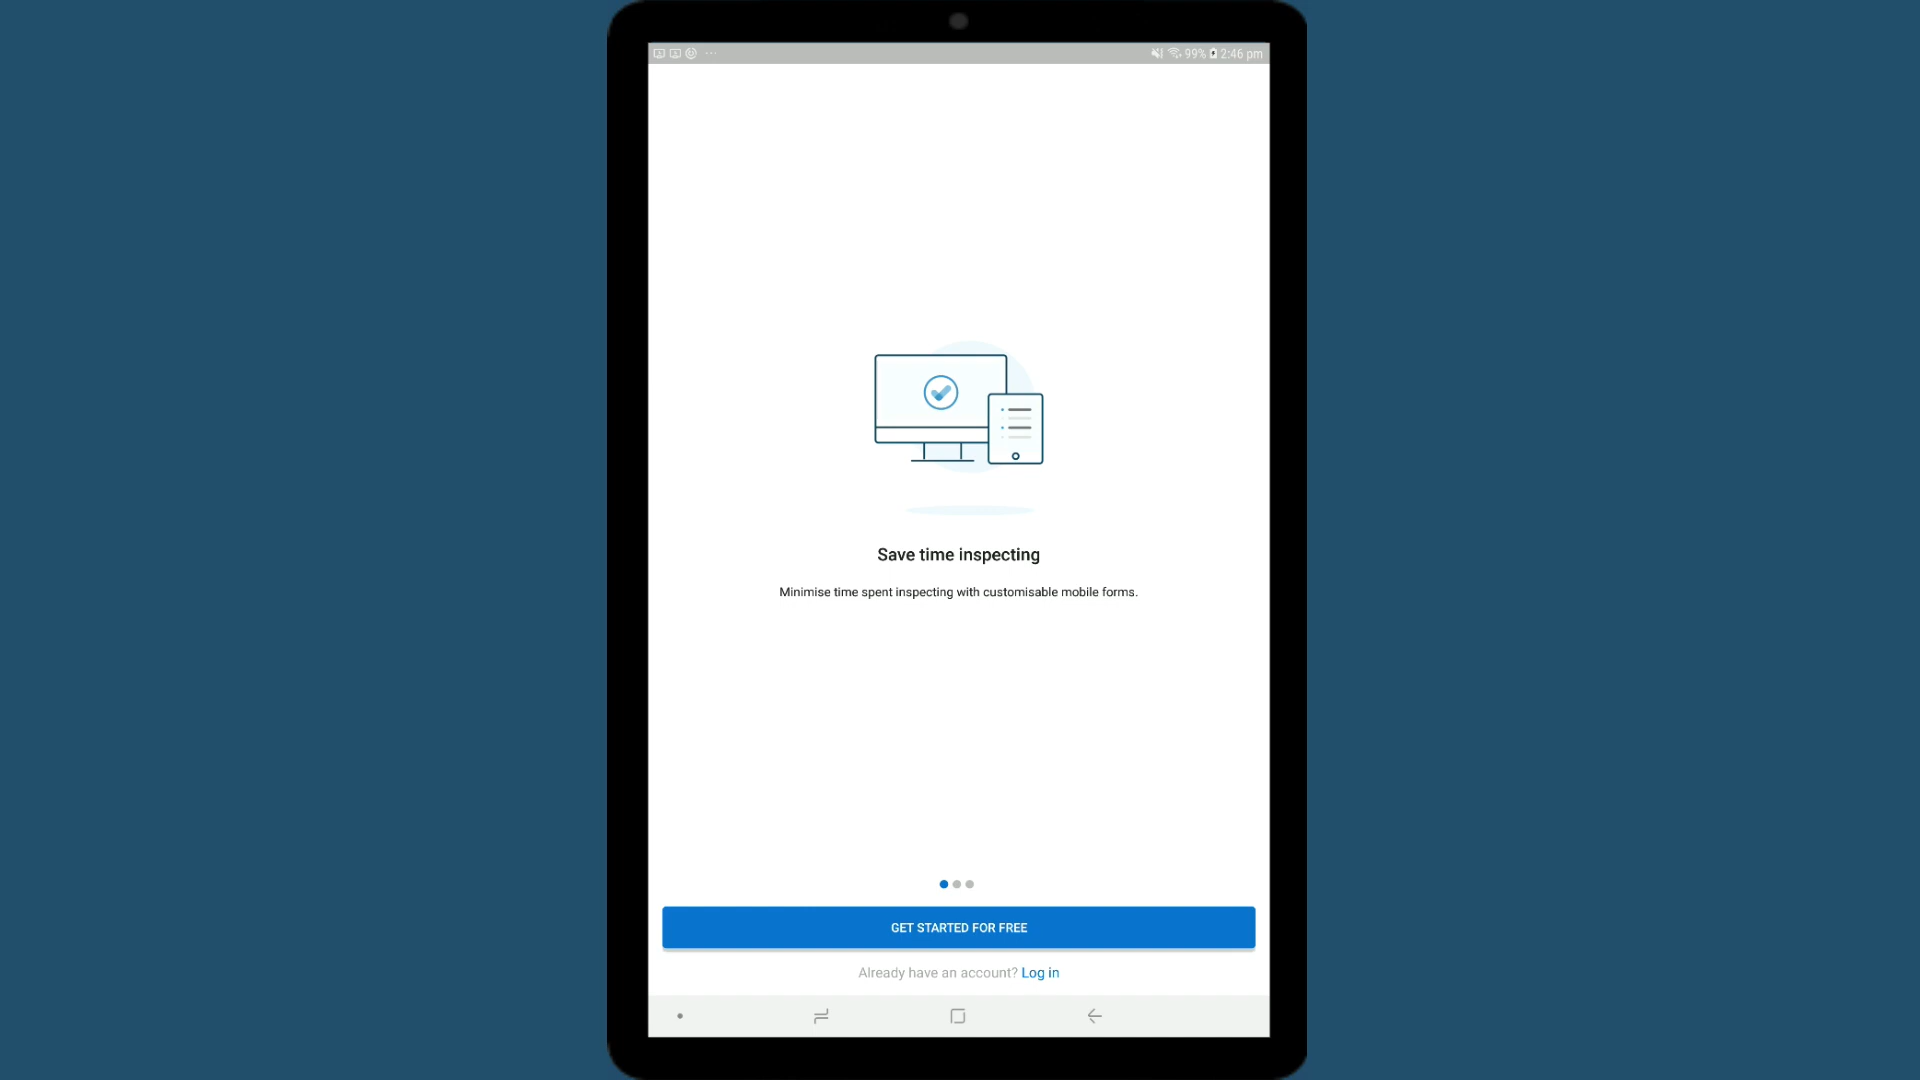 99% 2:46 pm
Save time inspecting
Minimise time spent inspecting with customisable mobile forms.
GET STARTED FOR FREE
Already have an account? Log in